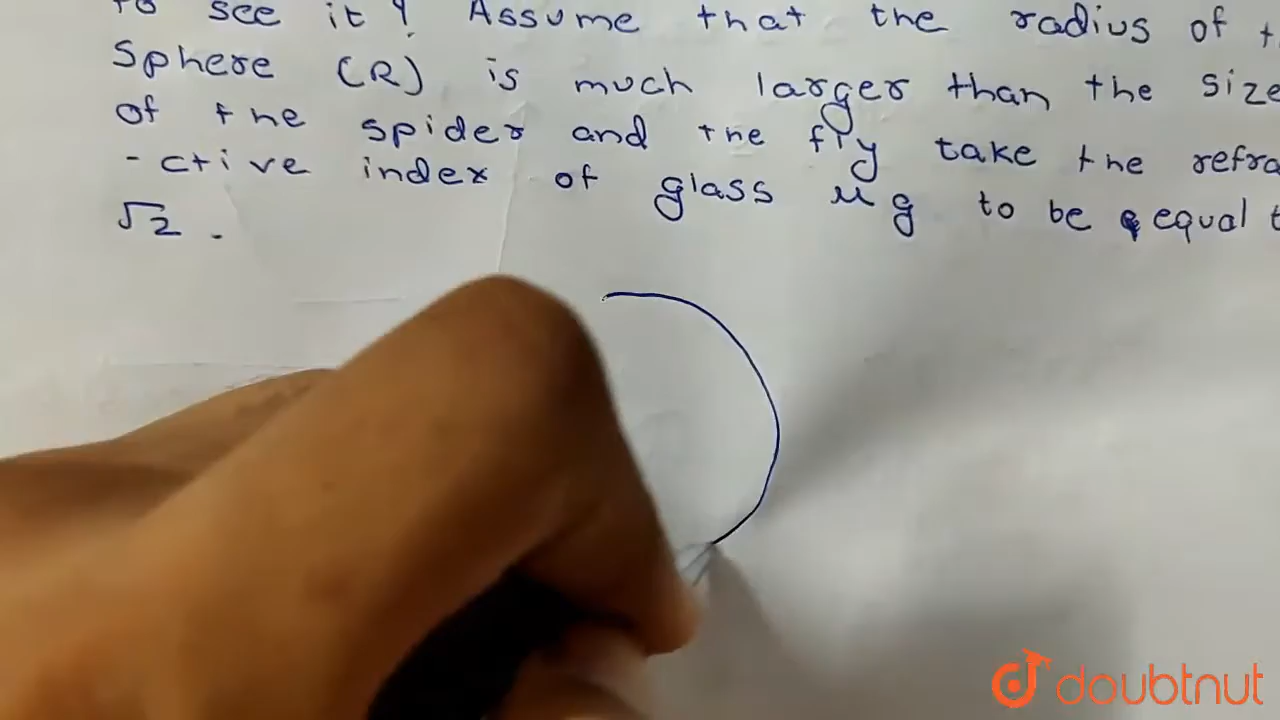 to see it? Assume that the radius of t
Sphere (R) is much larger than the size
of the spider and the fly take the refra
-ctive index of glass μg to be equal t
√2 .
doubtnut